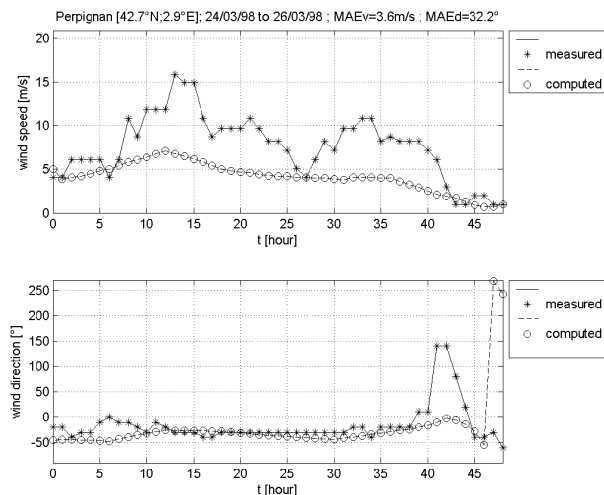 Perpignan [42.7°N;2.9°E]; 24/03/98 to 26/03/98 ; MAEv=3.6m/s ; MAEd=32.2°
20
15
10
5
0
wind speed [m/s]
0 5 10 15 20 25 30 35 40 45
t [hour]
measured
computed
250
200
150
100
50
0
-50
wind direction [°]
0 5 10 15 20 25 30 35 40 45
t [hour]
measured
computed